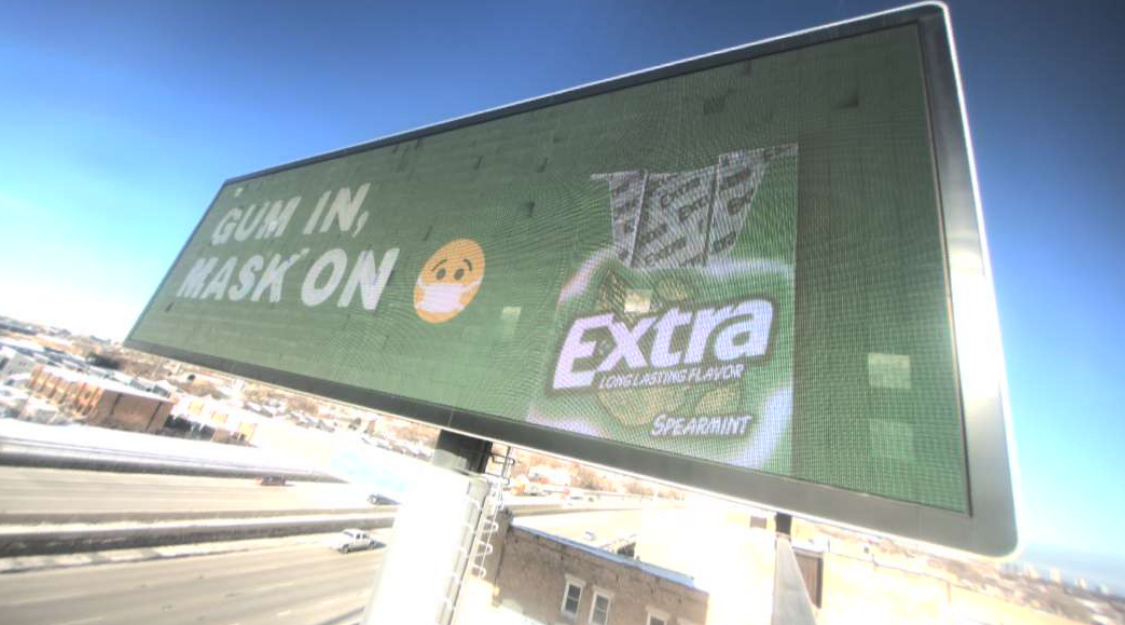 GUM IN,
MASK ON
Extra
LONG LASTING FLAVOR
SPEARMINT